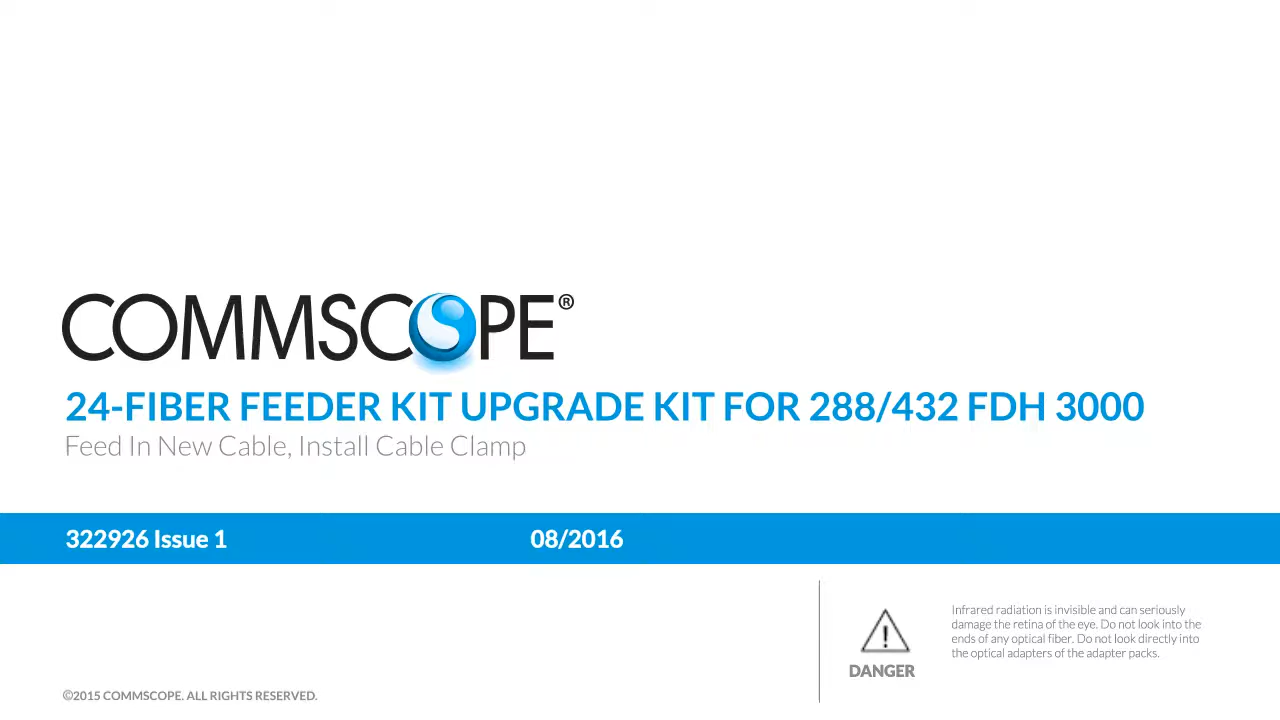 COMMSCOPE®
24-FIBER FEEDER KIT UPGRADE KIT FOR 288/432 FDH 3000
Feed In New Cable, Install Cable Clamp
322926 Issue 1 08/2016
Infrared radiation is invisible and can seriously
damage the retina of the eye. Do not look into the
ends of any optical fiber. Do not look directly into
the optical adapters of the adapter packs.
DANGER
©2015 COMMSCOPE. ALL RIGHTS RESERVED.